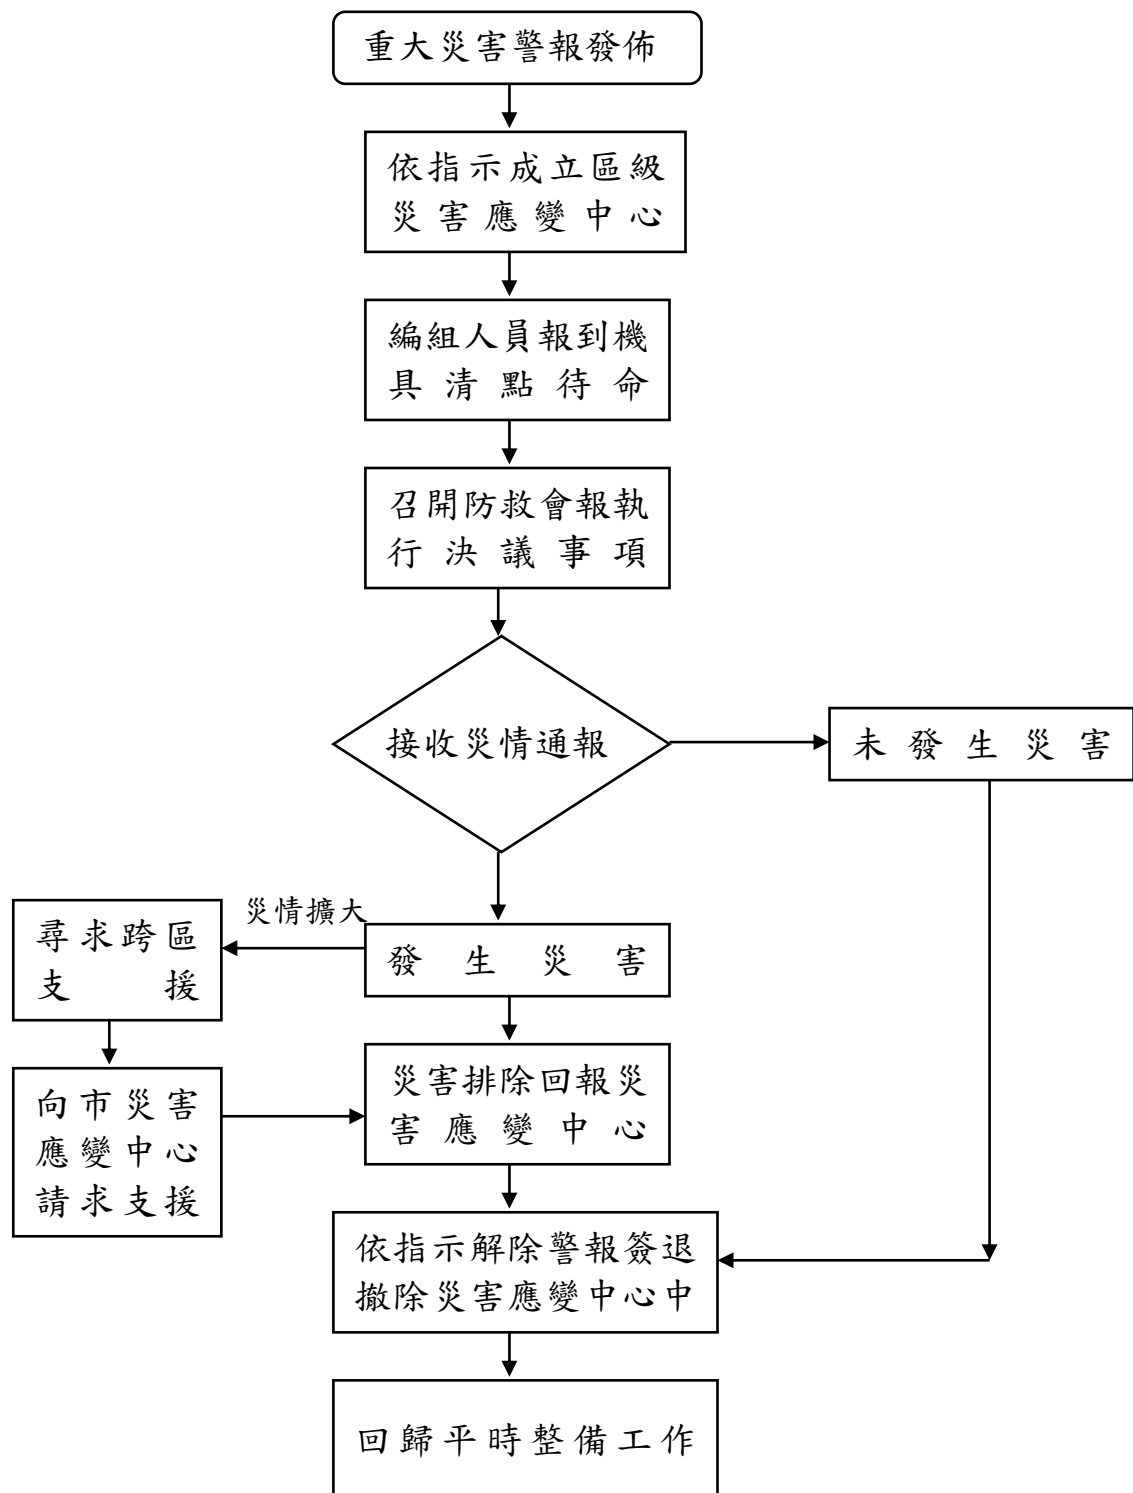 重大災害警報發佈
依指示成立區級
災害應變中心
編組人員報到機
具清點待命
召開防救會報執
行決議事項
接收災情通報
未發生災害
災情擴大
尋求跨區
支援
發生災害
向市災害
應變中心
請求支援
災害排除回報災
害應變中心
依指示解除警報簽退
撤除災害應變中心中
回歸平時整備工作